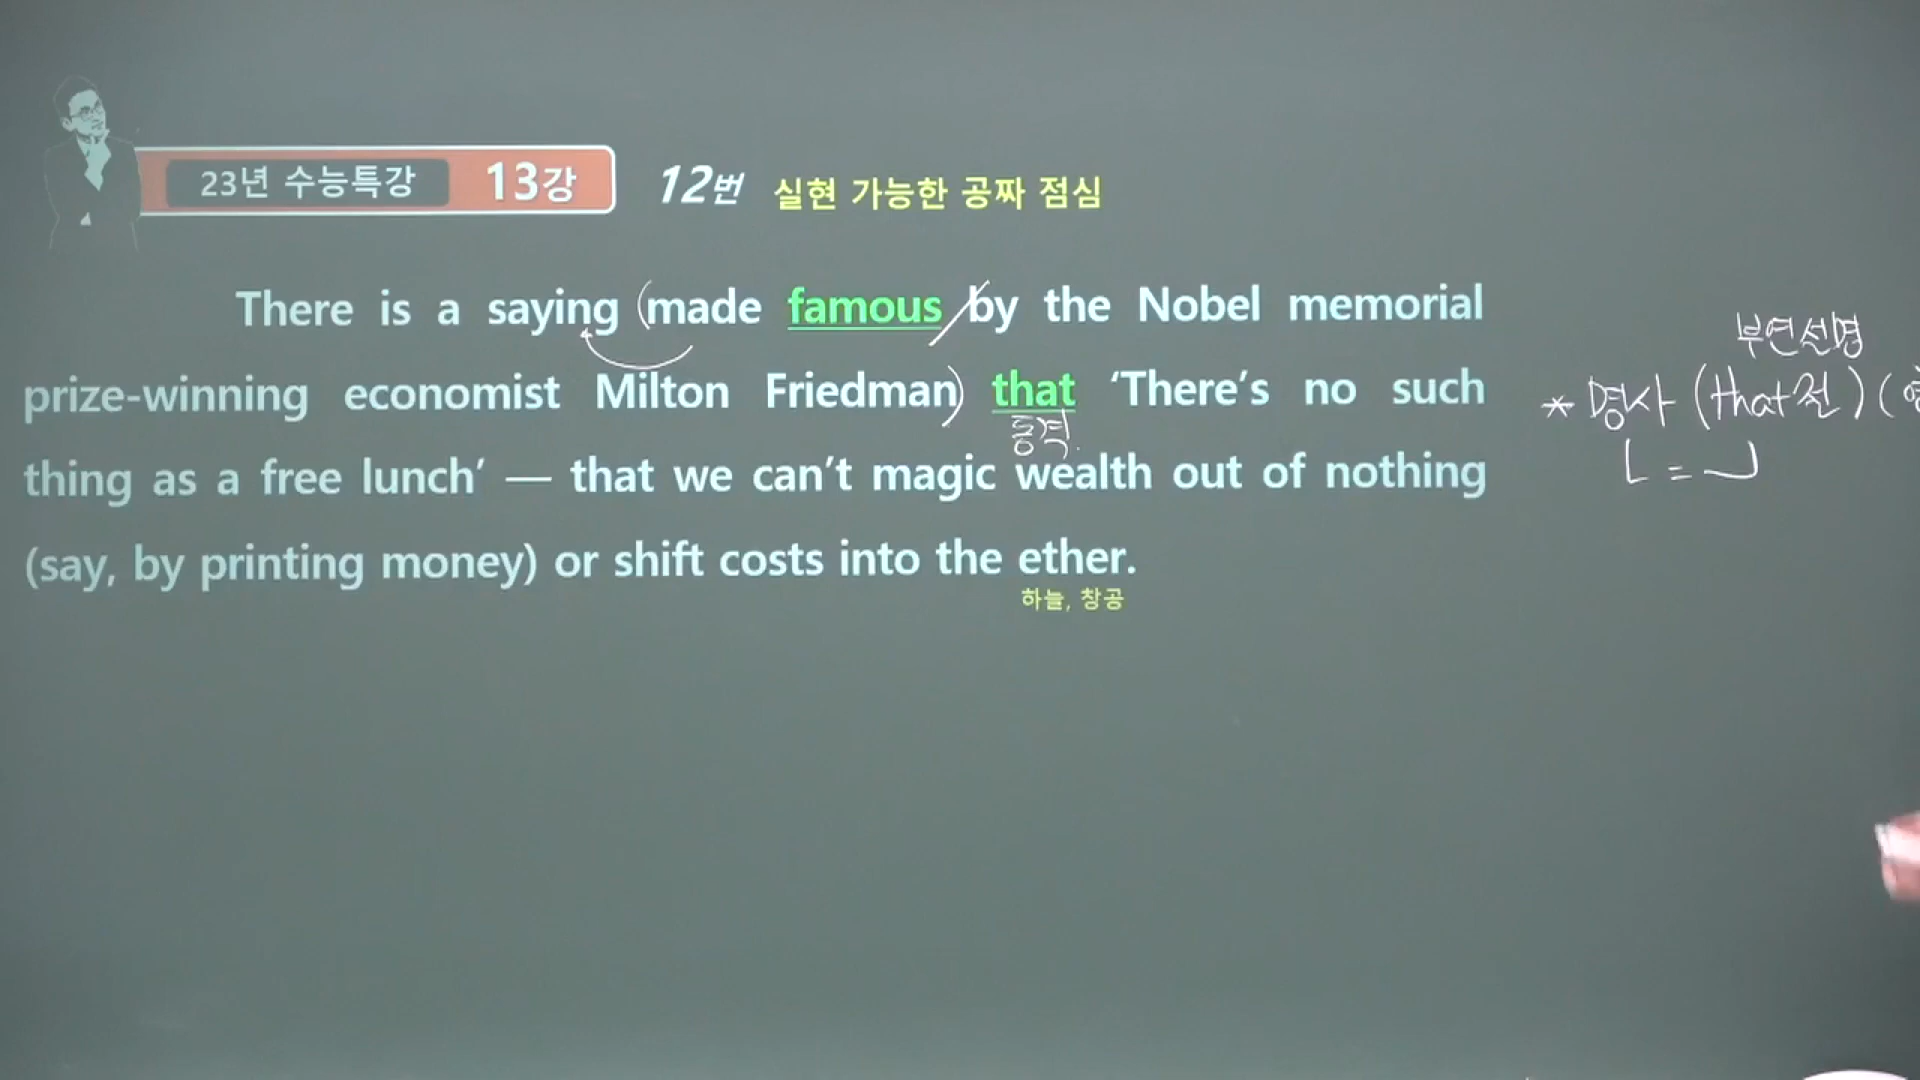 23년 수능특강 13강 12번 실현 가능한 공짜 점심
There is a saying (made famous / by the Nobel memorial
prize-winning economist Milton Friedman) that ‘There’s no such
동격
thing as a free lunch’ — that we can’t magic wealth out of nothing
(say, by printing money) or shift costs into the ether.
하늘, 창공
부연설명
* 명사 (that절) (
=